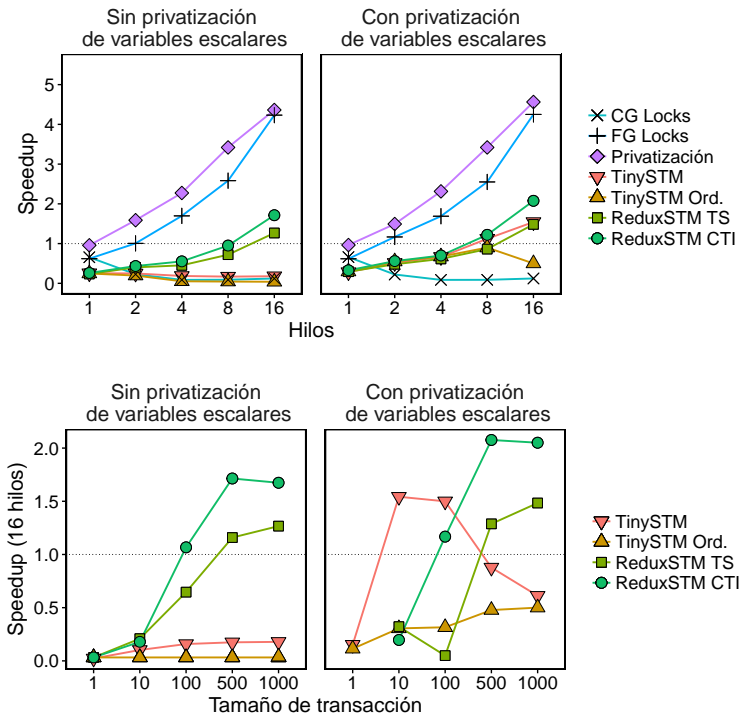 Sin privatización
de variables escalares
Con privatización
de variables escalares
Speedup
5
4
3
2
1
0
1 2 4 8 16
1 2 4 8 16
Hilos
CG Locks
FG Locks
Privatización
TinySTM
TinySTM Ord.
ReduxSTM TS
ReduxSTM CTI
Sin privatización
de variables escalares
Con privatización
de variables escalares
Speedup (16 hilos)
2.0
1.5
1.0
0.5
0.0
1 10 100 500 1000
1 10 100 500 1000
Tamaño de transacción
TinySTM
TinySTM Ord.
ReduxSTM TS
ReduxSTM CTI